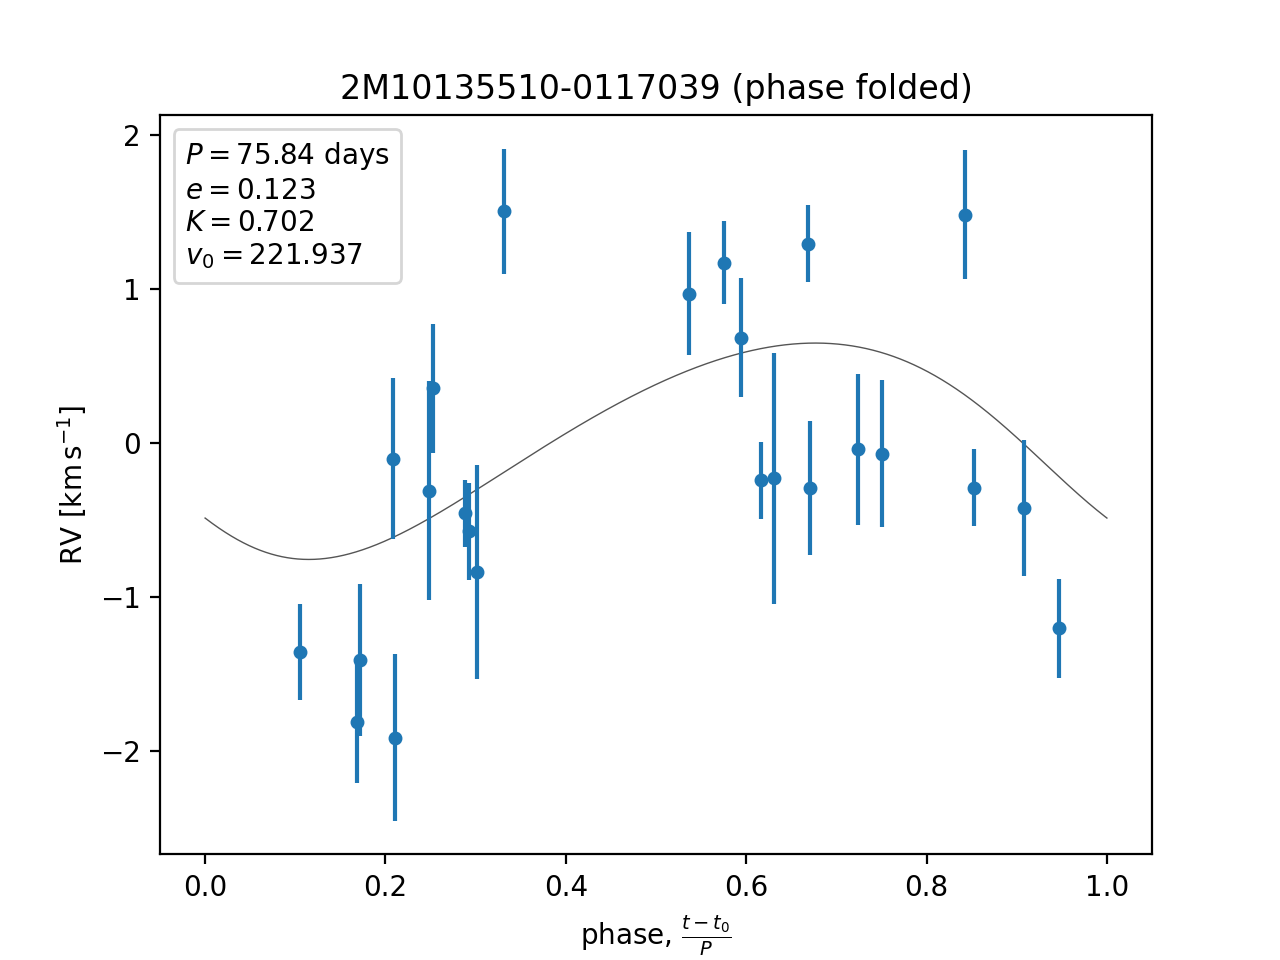 2M10135510-0117039 (phase folded)
P = 75.84 days
e = 0.123
K = 0.702
v₀ = 221.937
2
1
0
−1
−2
RV [km s⁻¹]
0.0 0.2 0.4 0.6 0.8 1.0
phase, (t − t₀)/P